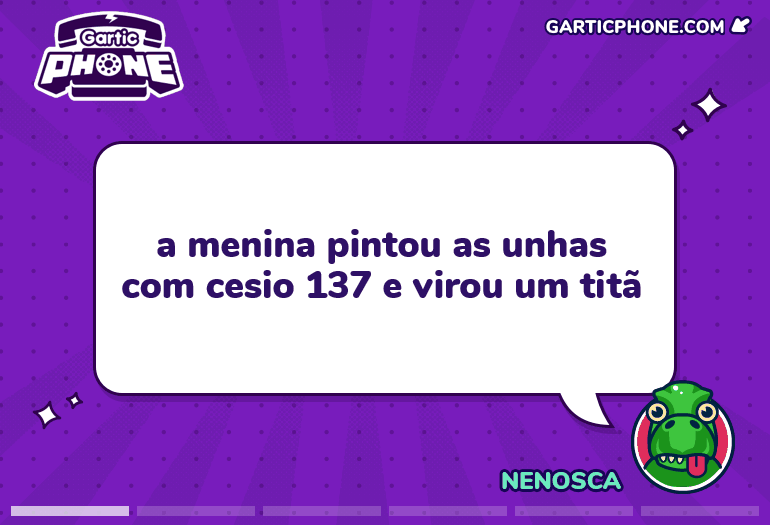 Gartic
PHONE
GARTICPHONE.COM
a menina pintou as unhas
com cesio 137 e virou um titã
NENOSCA